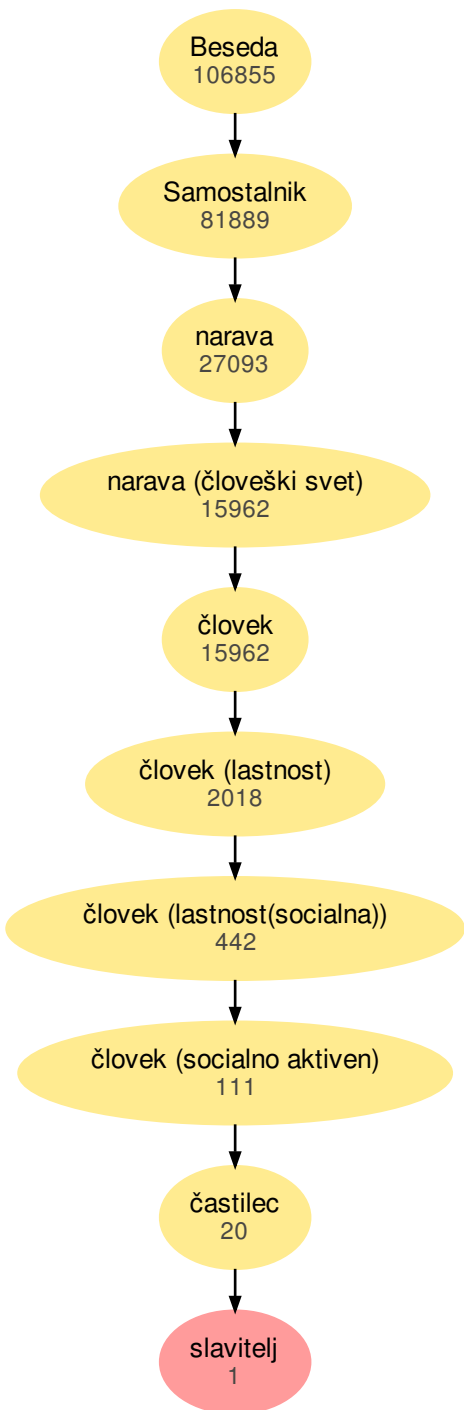 Beseda
106855
Samostalnik
81889
narava
27093
narava (človeški svet)
15962
človek
15962
človek (lastnost)
2018
človek (lastnost(socialna))
442
človek (socialno aktiven)
111
častilec
20
slavitelj
1